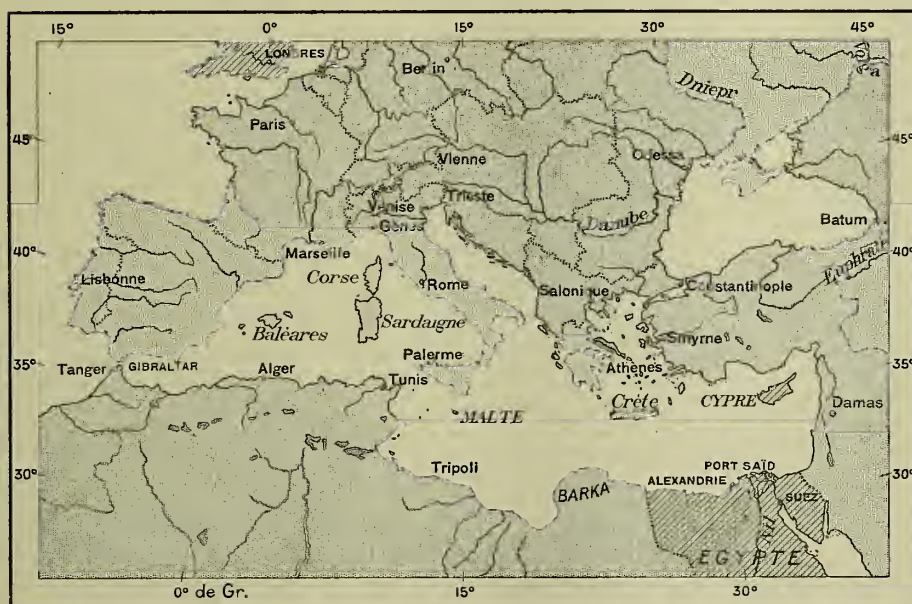 15° 0° 15° 30° 45°
LONDRES
Berlin
Volga
Dniepr
Paris
45° 45°
Vienne
Odessa
Venise
Trieste
Gênes
Danube
Batum
40° 40°
Marseille
Corse
Euphrate
Lisbonne
Rome
Salonique
Constantinople
Baléares
Sardaigne
Smyrne
35° 35°
Palerme
Tanger
GIBRALTAR
Alger
Athènes
Tunis
Crète
CYPRE
MALTE
Damas
30° 30°
Tripoli
PORT SAÏD
BARKA
ALEXANDRIE
SUEZ
Nil
EGYPTE
0° de Gr. 15° 30°